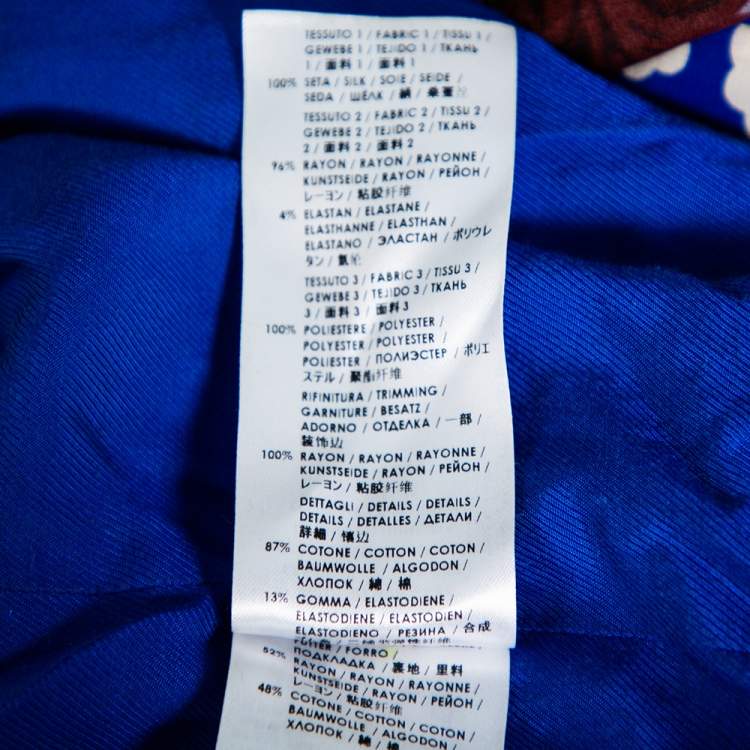 TESSUTO 1 / FABRIC 1 / TISSU 1 /
GEWEBE 1 / TEJIDO 1 / ТКАНЬ
1 / 面料 1 / 面料 1
100% SETA / SILK / SOIE / SEIDE /
SEDA / ШЁЛК / 絹 /
TESSUTO 2 / FABRIC 2 / TISSU 2 /
GEWEBE 2 / TEJIDO 2 / ТКАНЬ
2 / 面料 2 / 面料 2
96% RAYON / RAYON / RAYONNE /
KUNSTSEIDE / RAYON / РЕЙОН /
レーヨン / 粘胶纤维
4% ELASTAN / ELASTANE /
ELASTHANNE / ELASTHAN /
ELASTANO / ЭЛАСТАН / ポリウレ
タン / 氨纶
TESSUTO 3 / FABRIC 3 / TISSU 3 /
GEWEBE 3 / TEJIDO 3 / ТКАНЬ
3 / 面料 3 / 面料 3
100% POLIESTERE / POLYESTER /
POLYESTER / POLYESTER /
POLIESTER / ПОЛИЭСТЕР / ポリエ
ステル / 聚酯纤维
RIFINITURA / TRIMMING /
GARNITURE / BESATZ /
ADORNO / ОТДЕЛКА / 一部 /
装饰边
100% RAYON / RAYON / RAYONNE /
KUNSTSEIDE / RAYON / РЕЙОН /
レーヨン / 粘胶纤维
DETTAGLI / DETAILS / DETAILS /
DETAILS / DETALLES / ДЕТАЛИ /
詳細 / 镶边
87% COTONE / COTTON / COTON /
BAUMWOLLE / ALGODON /
ХЛОПОК / 綿 / 棉
13% GOMMA / ELASTODIENE /
ELASTODIENE / ELASTODIEN /
ELASTODIENO / РЕЗИНА / 合成
FUTTER / FORRO /
ПОДКЛАДКА / 裏地 / 里料
52% RAYON / RAYON / RAYONNE /
KUNSTSEIDE / RAYON / РЕЙОН /
レーヨン / 粘胶纤维
48% COTONE / COTTON / COTON /
BAUMWOLLE / ALGODON /
ХЛОПОК / 綿 / 棉